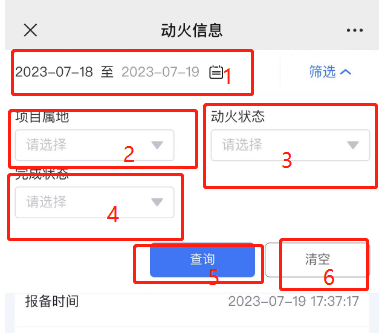 动火信息
2023-07-18 至 2023-07-19 1 筛选
项目属地 动火状态
请选择 2 请选择 3
完成状态
请选择 4
查询 5 清空 6
报备时间 2023-07-19 17:37:17